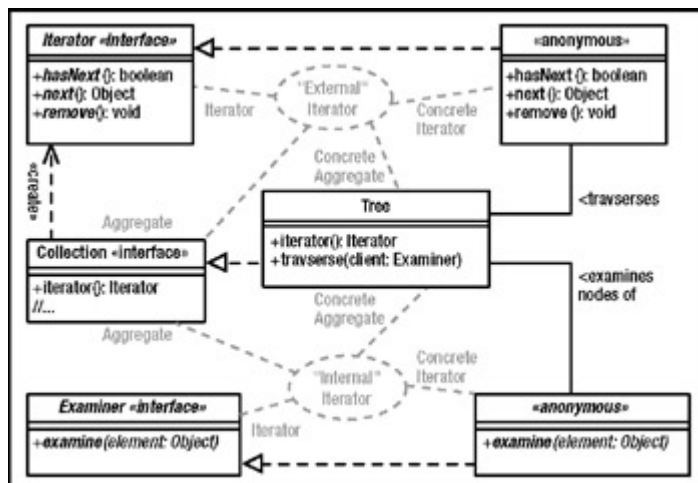 Iterator «interface»
+hasNext(): boolean
+next(): Object
+remove(): void
«anonymous»
+hasNext(): boolean
+next(): Object
+remove (): void
"External"
Iterator
Iterator
Concrete
Iterator
Concrete
Aggregate
«create»
Aggregate
Tree
+iterator(): Iterator
+travserse(client: Examiner)
<travserses
Collection «interface»
+iterator(): Iterator
//...
<examines
nodes of
Aggregate
Concrete
Aggregate
"Internal"
Iterator
Concrete
Iterator
Iterator
Examiner «interface»
+examine(element: Object)
«anonymous»
+examine(element: Object)